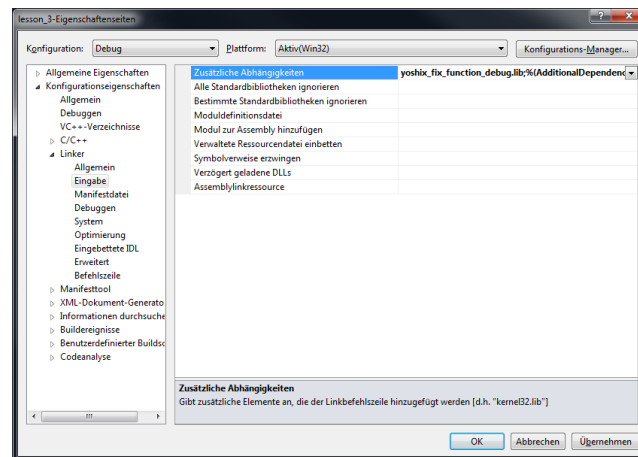 lesson_3-Eigenschaftenseiten
Konfiguration: Debug Plattform: Aktiv(Win32) Konfigurations-Manager...
Allgemeine Eigenschaften
Konfigurationseigenschaften
Allgemein
Debuggen
VC++-Verzeichnisse
C/C++
Linker
Allgemein
Eingabe
Manifestdatei
Debuggen
System
Optimierung
Eingebettete IDL
Erweitert
Befehlszeile
Manifesttool
XML-Dokument-Generato
Informationen durchsuche
Buildereignisse
Benutzerdefinierter Buildsc
Codeanalyse
Zusätzliche Abhängigkeiten yoshix_fix_function_debug.lib;%(AdditionalDependenc
Alle Standardbibliotheken ignorieren
Bestimmte Standardbibliotheken ignorieren
Moduldefinitionsdatei
Modul zur Assembly hinzufügen
Verwaltete Ressourcendatei einbetten
Symbolverweise erzwingen
Verzögert geladene DLLs
Assemblylinkressource
Zusätzliche Abhängigkeiten
Gibt zusätzliche Elemente an, die der Linkbefehlszeile hinzugefügt werden [d.h. "kernel32.lib"]
OK Abbrechen Übernehmen